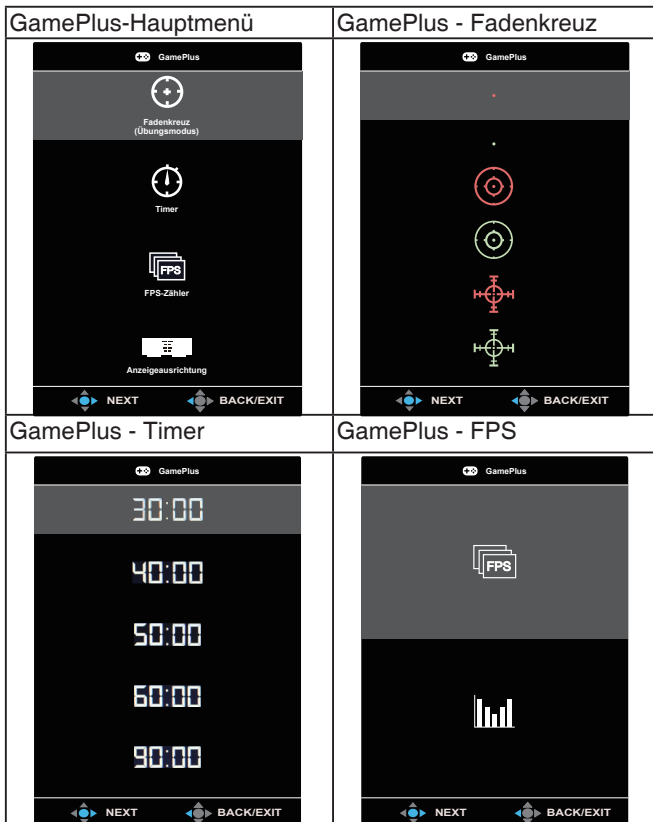 GamePlus-Hauptmenü
GamePlus
Fadenkreuz
(Übungsmodus)
Timer
FPS
FPS-Zähler
Anzeigeausrichtung
NEXT BACK/EXIT
GamePlus - Fadenkreuz
GamePlus
NEXT BACK/EXIT
GamePlus - Timer
GamePlus
30:00
40:00
50:00
60:00
90:00
NEXT BACK/EXIT
GamePlus - FPS
GamePlus
FPS
NEXT BACK/EXIT